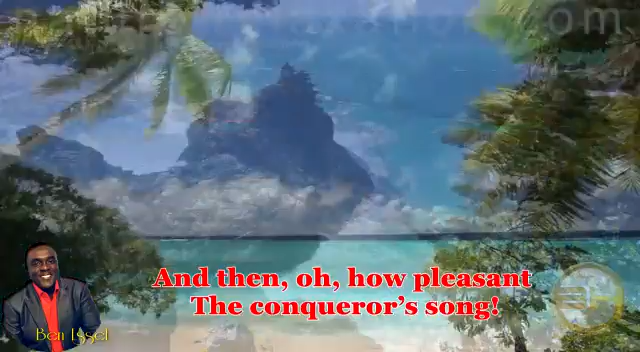 And then, oh, how pleasant
The conqueror's song!
Ben Issel